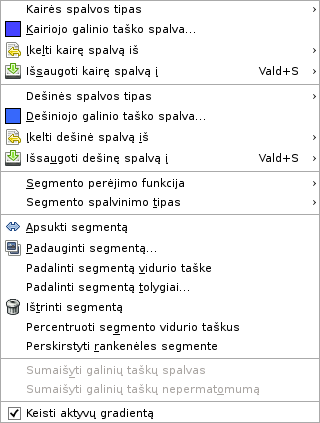 Kairės spalvos tipas
Kairiojo galinio taško spalva...
Įkelti kairę spalvą iš
Išsaugoti kairę spalvą į Vald+S
Dešinės spalvos tipas
Dešiniojo galinio taško spalva...
Įkelti dešinė spalvą iš
Išsaugoti dešinę spalvą į Vald+S
Segmento perėjimo funkcija
Segmento spalvinimo tipas
Apsukti segmentą
Padauginti segmentą...
Padalinti segmentą vidurio taške
Padalinti segmentą tolygiai...
Ištrinti segmentą
Percentruoti segmento vidurio taškus
Perskirstyti rankenėles segmente
Sumaišyti galinių taškų spalvas
Sumaišyti galinių taškų nepermatomumą
Keisti aktyvų gradientą